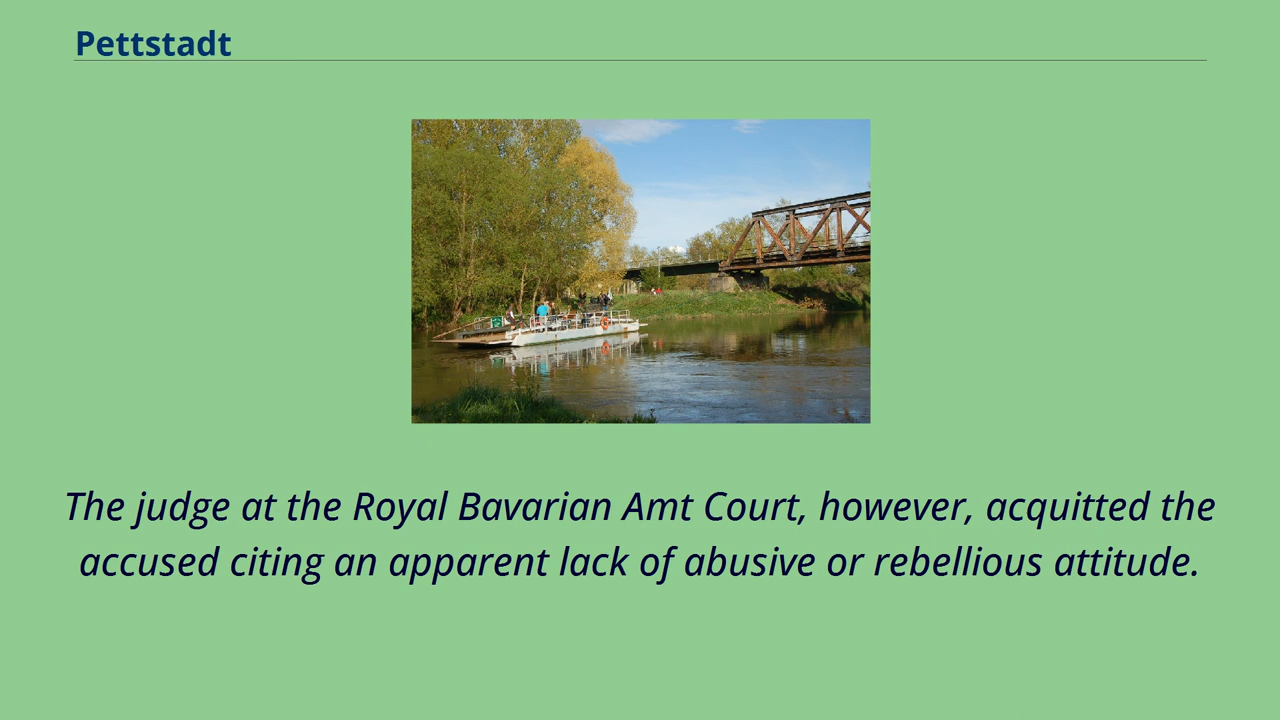 Pettstadt
The judge at the Royal Bavarian Amt Court, however, acquitted the
accused citing an apparent lack of abusive or rebellious attitude.